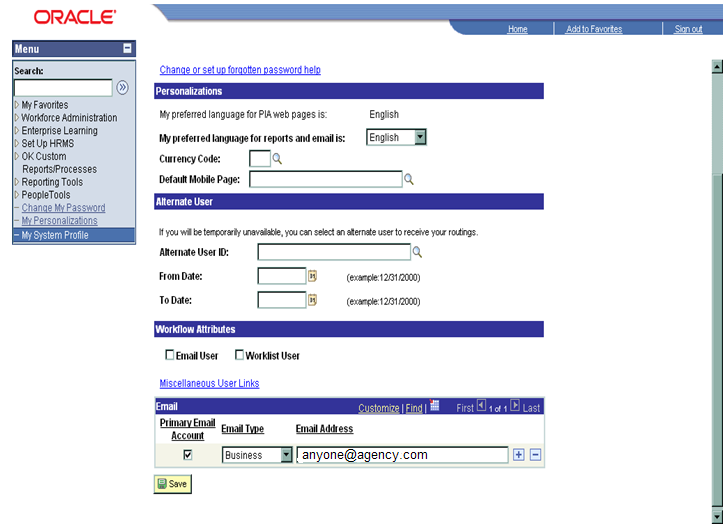 ORACLE
Home Add to Favorites Sign out
Menu
Search:
My Favorites
Workforce Administration
Enterprise Learning
Set Up HRMS
OK Custom
Reports/Processes
Reporting Tools
PeopleTools
Change My Password
My Personalizations
My System Profile
Change or set up forgotten password help
Personalizations
My preferred language for PIA web pages is: English
My preferred language for reports and email is: English
Currency Code:
Default Mobile Page:
Alternate User
If you will be temporarily unavailable, you can select an alternate user to receive your routings.
Alternate User ID:
From Date: (example:12/31/2000)
To Date: (example:12/31/2000)
Workflow Attributes
Email User Worklist User
Miscellaneous User Links
Email Customize | Find | First 1 of 1 Last
Primary Email
Account Email Type Email Address
Business anyone@agency.com
Save